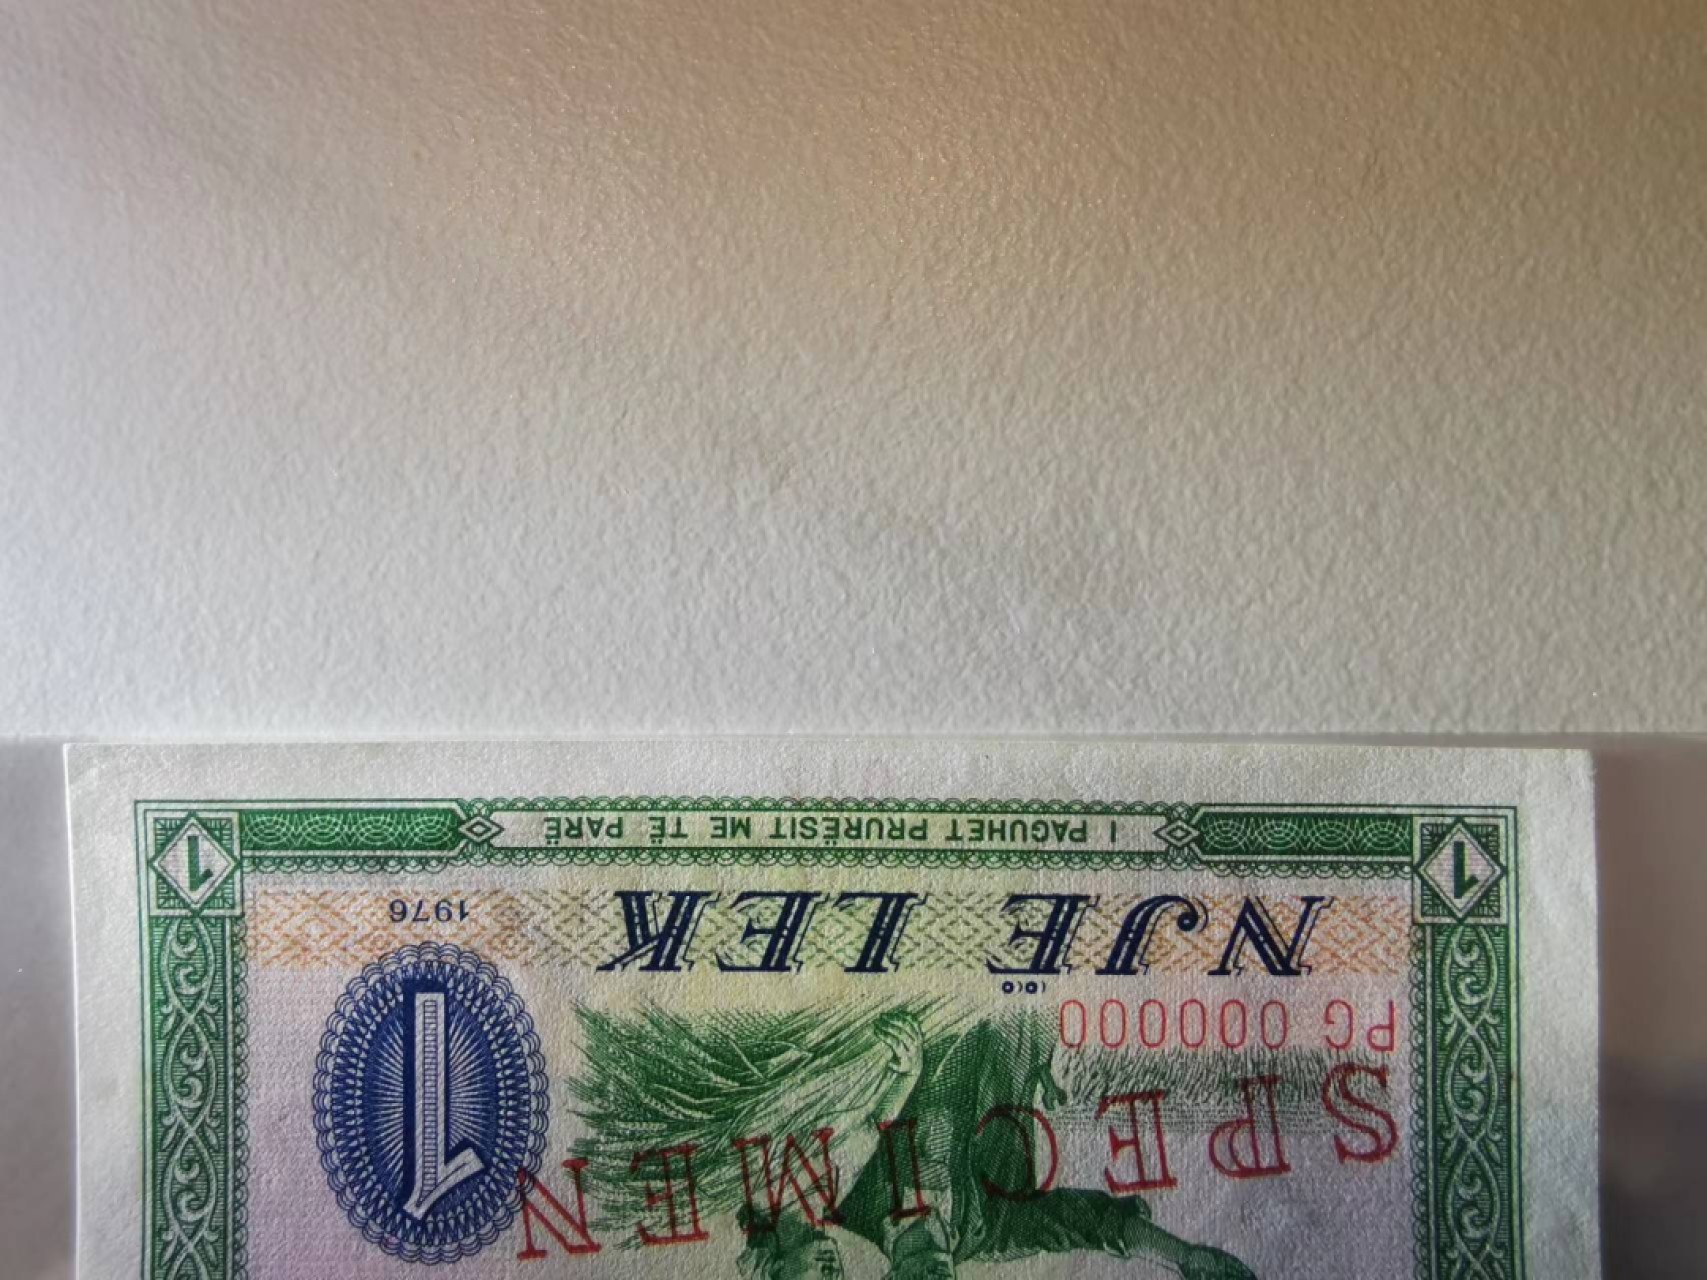 SPECIMEN
1
PG 000000
NJË LEK
1976
1
I PAGUHET PRURËSIT ME TË PARË
1